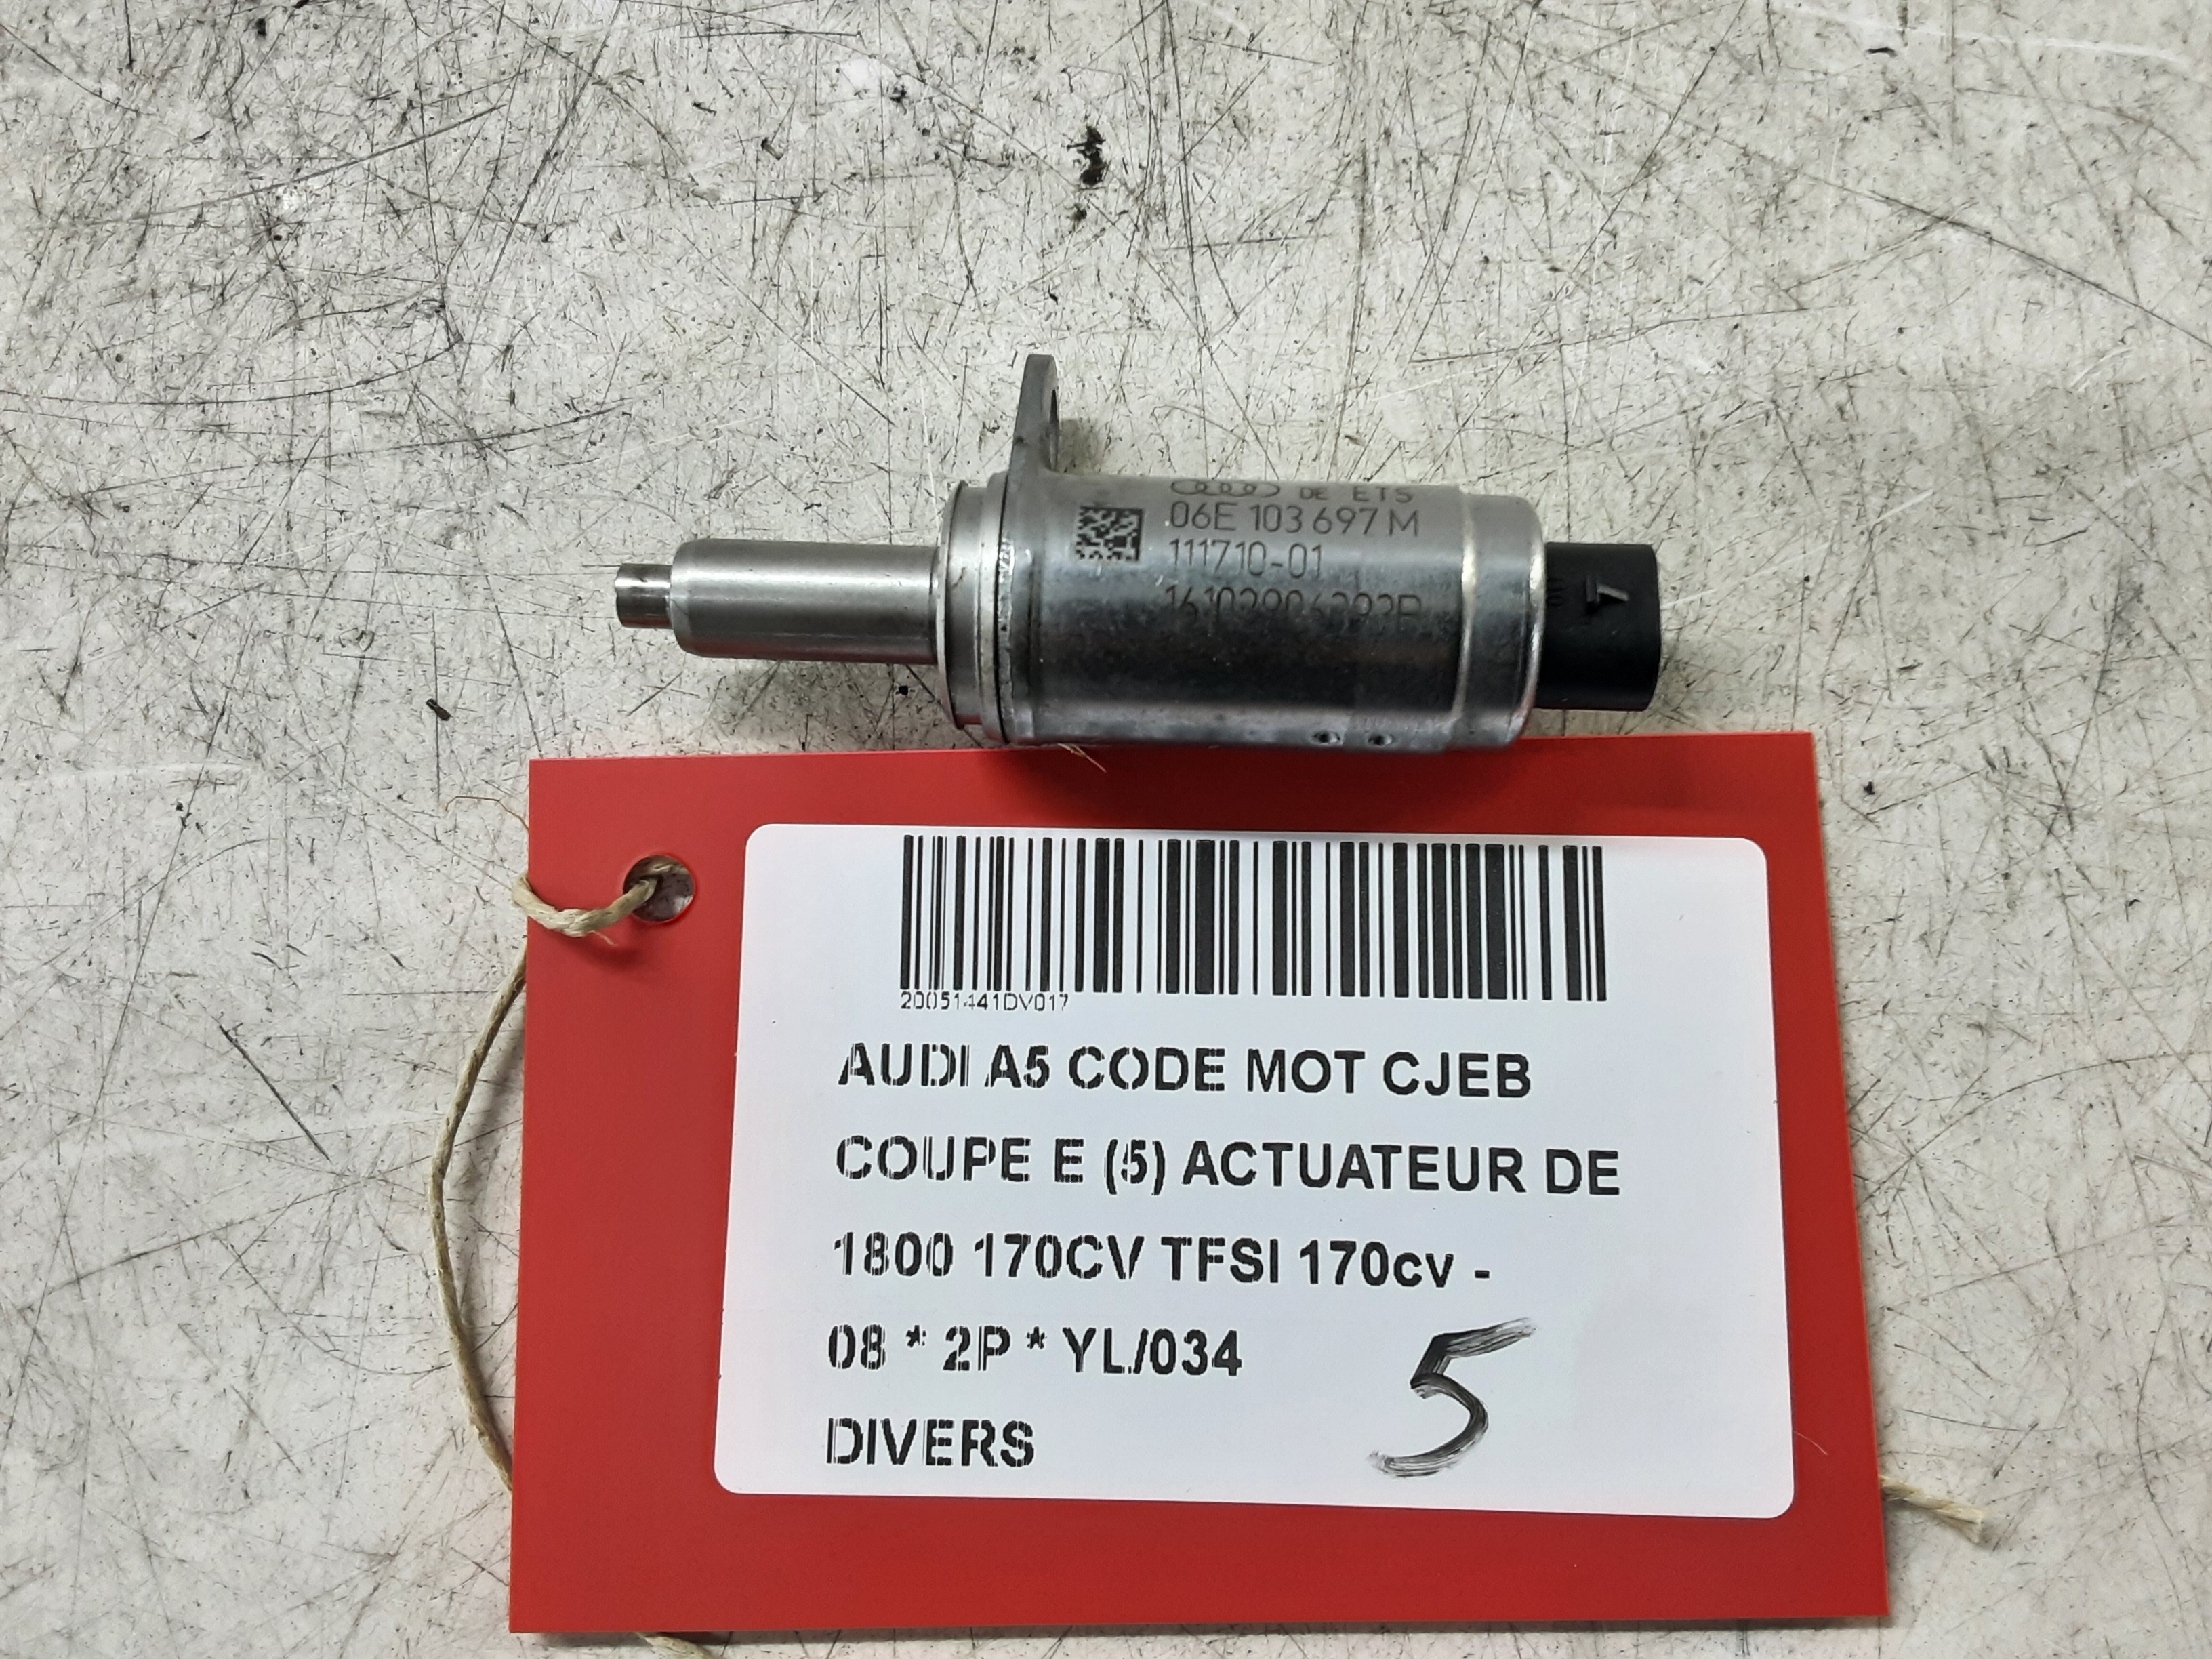 DE ETS
06E 103 697 M
111710-01
20051441DV017
AUDI A5 CODE MOT CJEB
COUPE E (5) ACTUATEUR DE
1800 170CV TFSI 170cv -
08 * 2P * YL/034
DIVERS
5